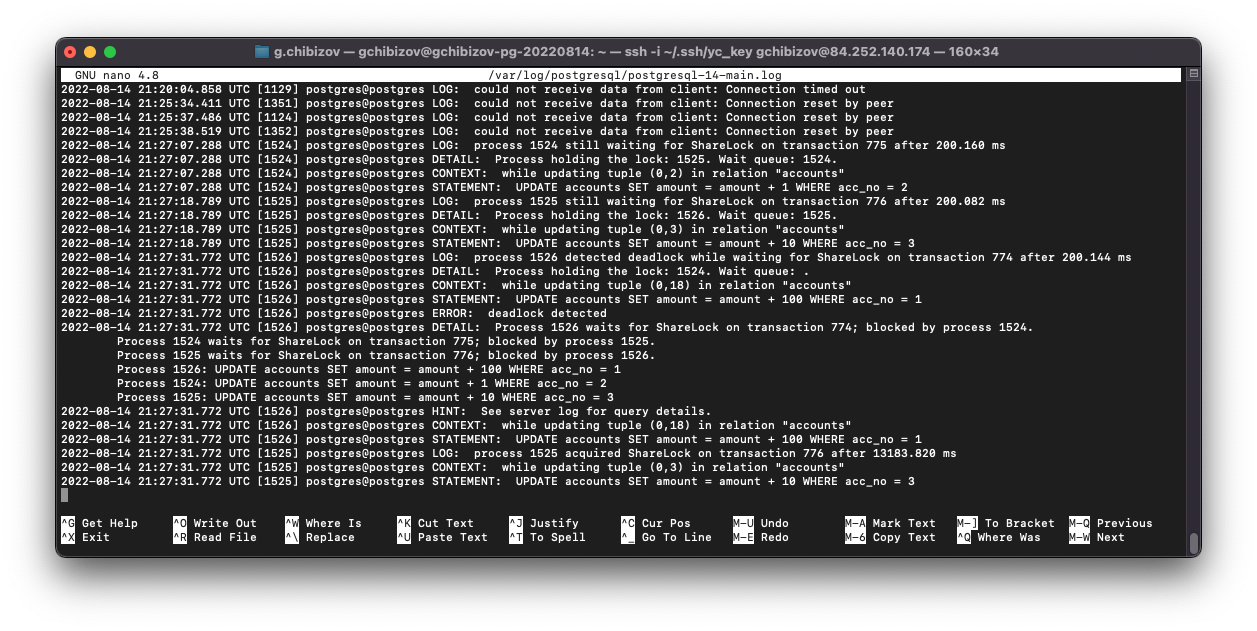 g.chibizov — gchibizov@gchibizov-pg-20220814: ~ — ssh -i ~/.ssh/yc_key gchibizov@84.252.140.174 — 160×34
GNU nano 4.8 /var/log/postgresql/postgresql-14-main.log
2022-08-14 21:20:04.858 UTC [1129] postgres@postgres LOG:  could not receive data from client: Connection timed out
2022-08-14 21:25:34.411 UTC [1351] postgres@postgres LOG:  could not receive data from client: Connection reset by peer
2022-08-14 21:25:37.486 UTC [1124] postgres@postgres LOG:  could not receive data from client: Connection reset by peer
2022-08-14 21:25:38.519 UTC [1352] postgres@postgres LOG:  could not receive data from client: Connection reset by peer
2022-08-14 21:27:07.288 UTC [1524] postgres@postgres LOG:  process 1524 still waiting for ShareLock on transaction 775 after 200.160 ms
2022-08-14 21:27:07.288 UTC [1524] postgres@postgres DETAIL:  Process holding the lock: 1525. Wait queue: 1524.
2022-08-14 21:27:07.288 UTC [1524] postgres@postgres CONTEXT:  while updating tuple (0,2) in relation "accounts"
2022-08-14 21:27:07.288 UTC [1524] postgres@postgres STATEMENT:  UPDATE accounts SET amount = amount + 1 WHERE acc_no = 2
2022-08-14 21:27:18.789 UTC [1525] postgres@postgres LOG:  process 1525 still waiting for ShareLock on transaction 776 after 200.082 ms
2022-08-14 21:27:18.789 UTC [1525] postgres@postgres DETAIL:  Process holding the lock: 1526. Wait queue: 1525.
2022-08-14 21:27:18.789 UTC [1525] postgres@postgres CONTEXT:  while updating tuple (0,3) in relation "accounts"
2022-08-14 21:27:18.789 UTC [1525] postgres@postgres STATEMENT:  UPDATE accounts SET amount = amount + 10 WHERE acc_no = 3
2022-08-14 21:27:31.772 UTC [1526] postgres@postgres LOG:  process 1526 detected deadlock while waiting for ShareLock on transaction 774 after 200.144 ms
2022-08-14 21:27:31.772 UTC [1526] postgres@postgres DETAIL:  Process holding the lock: 1524. Wait queue: .
2022-08-14 21:27:31.772 UTC [1526] postgres@postgres CONTEXT:  while updating tuple (0,18) in relation "accounts"
2022-08-14 21:27:31.772 UTC [1526] postgres@postgres STATEMENT:  UPDATE accounts SET amount = amount + 100 WHERE acc_no = 1
2022-08-14 21:27:31.772 UTC [1526] postgres@postgres ERROR:  deadlock detected
2022-08-14 21:27:31.772 UTC [1526] postgres@postgres DETAIL:  Process 1526 waits for ShareLock on transaction 774; blocked by process 1524.
Process 1524 waits for ShareLock on transaction 775; blocked by process 1525.
Process 1525 waits for ShareLock on transaction 776; blocked by process 1526.
Process 1526: UPDATE accounts SET amount = amount + 100 WHERE acc_no = 1
Process 1524: UPDATE accounts SET amount = amount + 1 WHERE acc_no = 2
Process 1525: UPDATE accounts SET amount = amount + 10 WHERE acc_no = 3
2022-08-14 21:27:31.772 UTC [1526] postgres@postgres HINT:  See server log for query details.
2022-08-14 21:27:31.772 UTC [1526] postgres@postgres CONTEXT:  while updating tuple (0,18) in relation "accounts"
2022-08-14 21:27:31.772 UTC [1526] postgres@postgres STATEMENT:  UPDATE accounts SET amount = amount + 100 WHERE acc_no = 1
2022-08-14 21:27:31.772 UTC [1525] postgres@postgres LOG:  process 1525 acquired ShareLock on transaction 776 after 13183.820 ms
2022-08-14 21:27:31.772 UTC [1525] postgres@postgres CONTEXT:  while updating tuple (0,3) in relation "accounts"
2022-08-14 21:27:31.772 UTC [1525] postgres@postgres STATEMENT:  UPDATE accounts SET amount = amount + 10 WHERE acc_no = 3
^G Get Help ^O Write Out ^W Where Is ^K Cut Text ^J Justify ^C Cur Pos M-U Undo M-A Mark Text M-] To Bracket M-Q Previous
^X Exit ^R Read File ^\ Replace ^U Paste Text ^T To Spell ^_ Go To Line M-E Redo M-6 Copy Text ^Q Where Was M-W Next